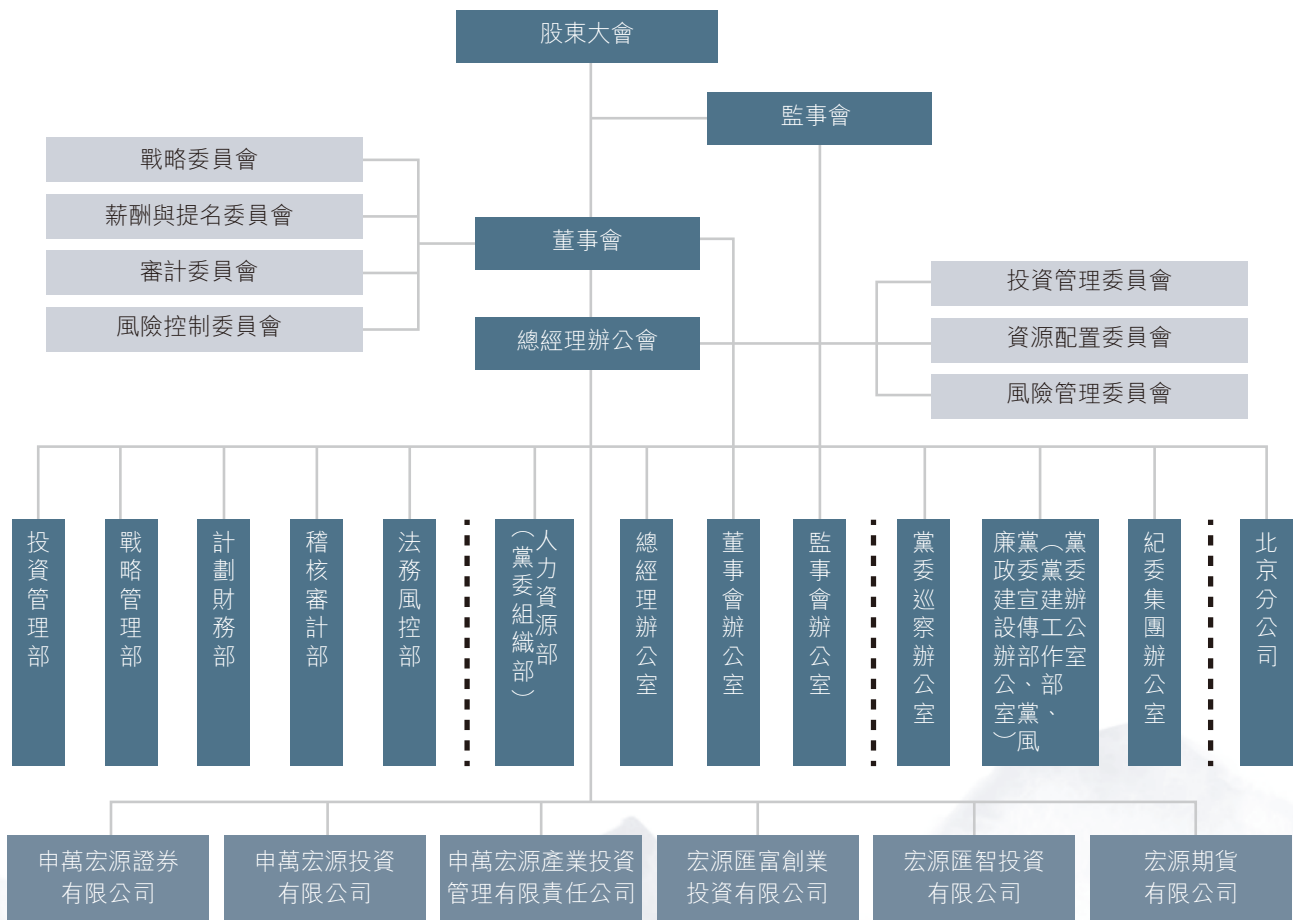 股東大會
監事會
戰略委員會
薪酬與提名委員會
審計委員會
風險控制委員會
董事會
總經理辦公會
投資管理委員會
資源配置委員會
風險管理委員會
投資管理部
戰略管理部
計劃財務部
稽核審計部
法務風控部
人力資源部
（黨委組織部）
總經理辦公室
董事會辦公室
監事會辦公室
黨委巡察辦公室
黨委辦公室
（黨建工作部、
黨委宣傳部、黨風
廉政建設辦公室）
紀委集團辦公室
北京分公司
申萬宏源證券
有限公司
申萬宏源投資
有限公司
申萬宏源產業投資
管理有限責任公司
宏源匯富創業
投資有限公司
宏源匯智投資
有限公司
宏源期貨
有限公司